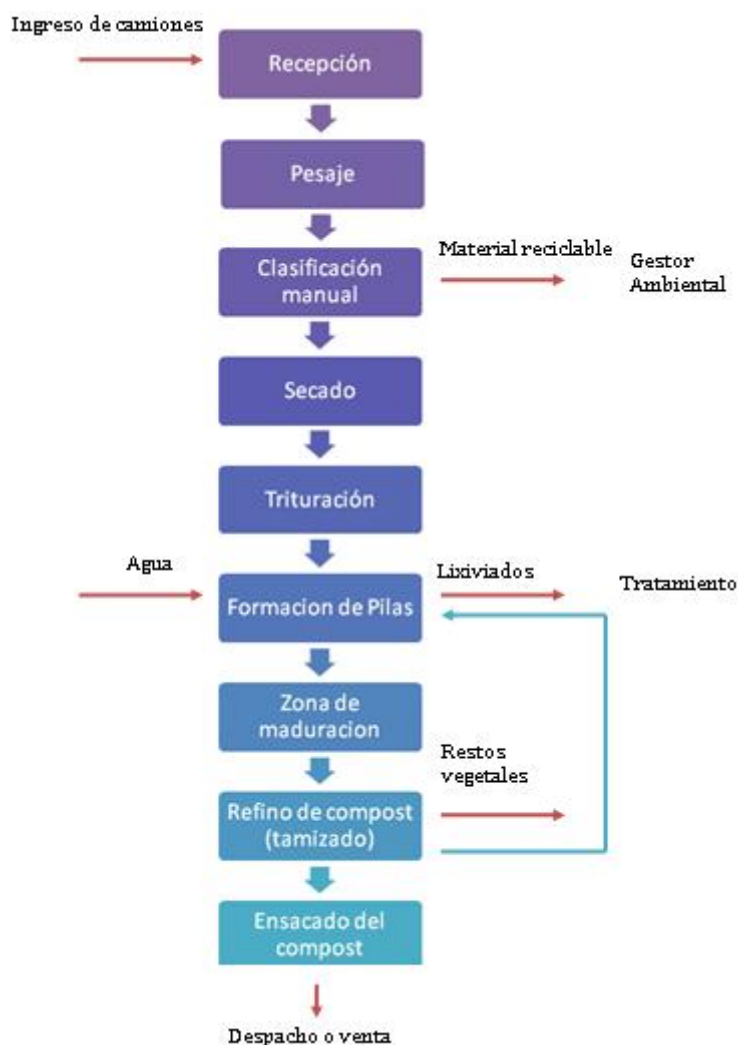 Ingreso de camiones
Recepción
Pesaje
Clasificación
manual
Material reciclable
Gestor
Ambiental
Secado
Trituración
Agua
Formacion de Pilas
Lixiviados
Tratamiento
Zona de
maduracion
Restos
vegetales
Refino de compost
(tamizado)
Ensacado del
compost
Despacho o venta